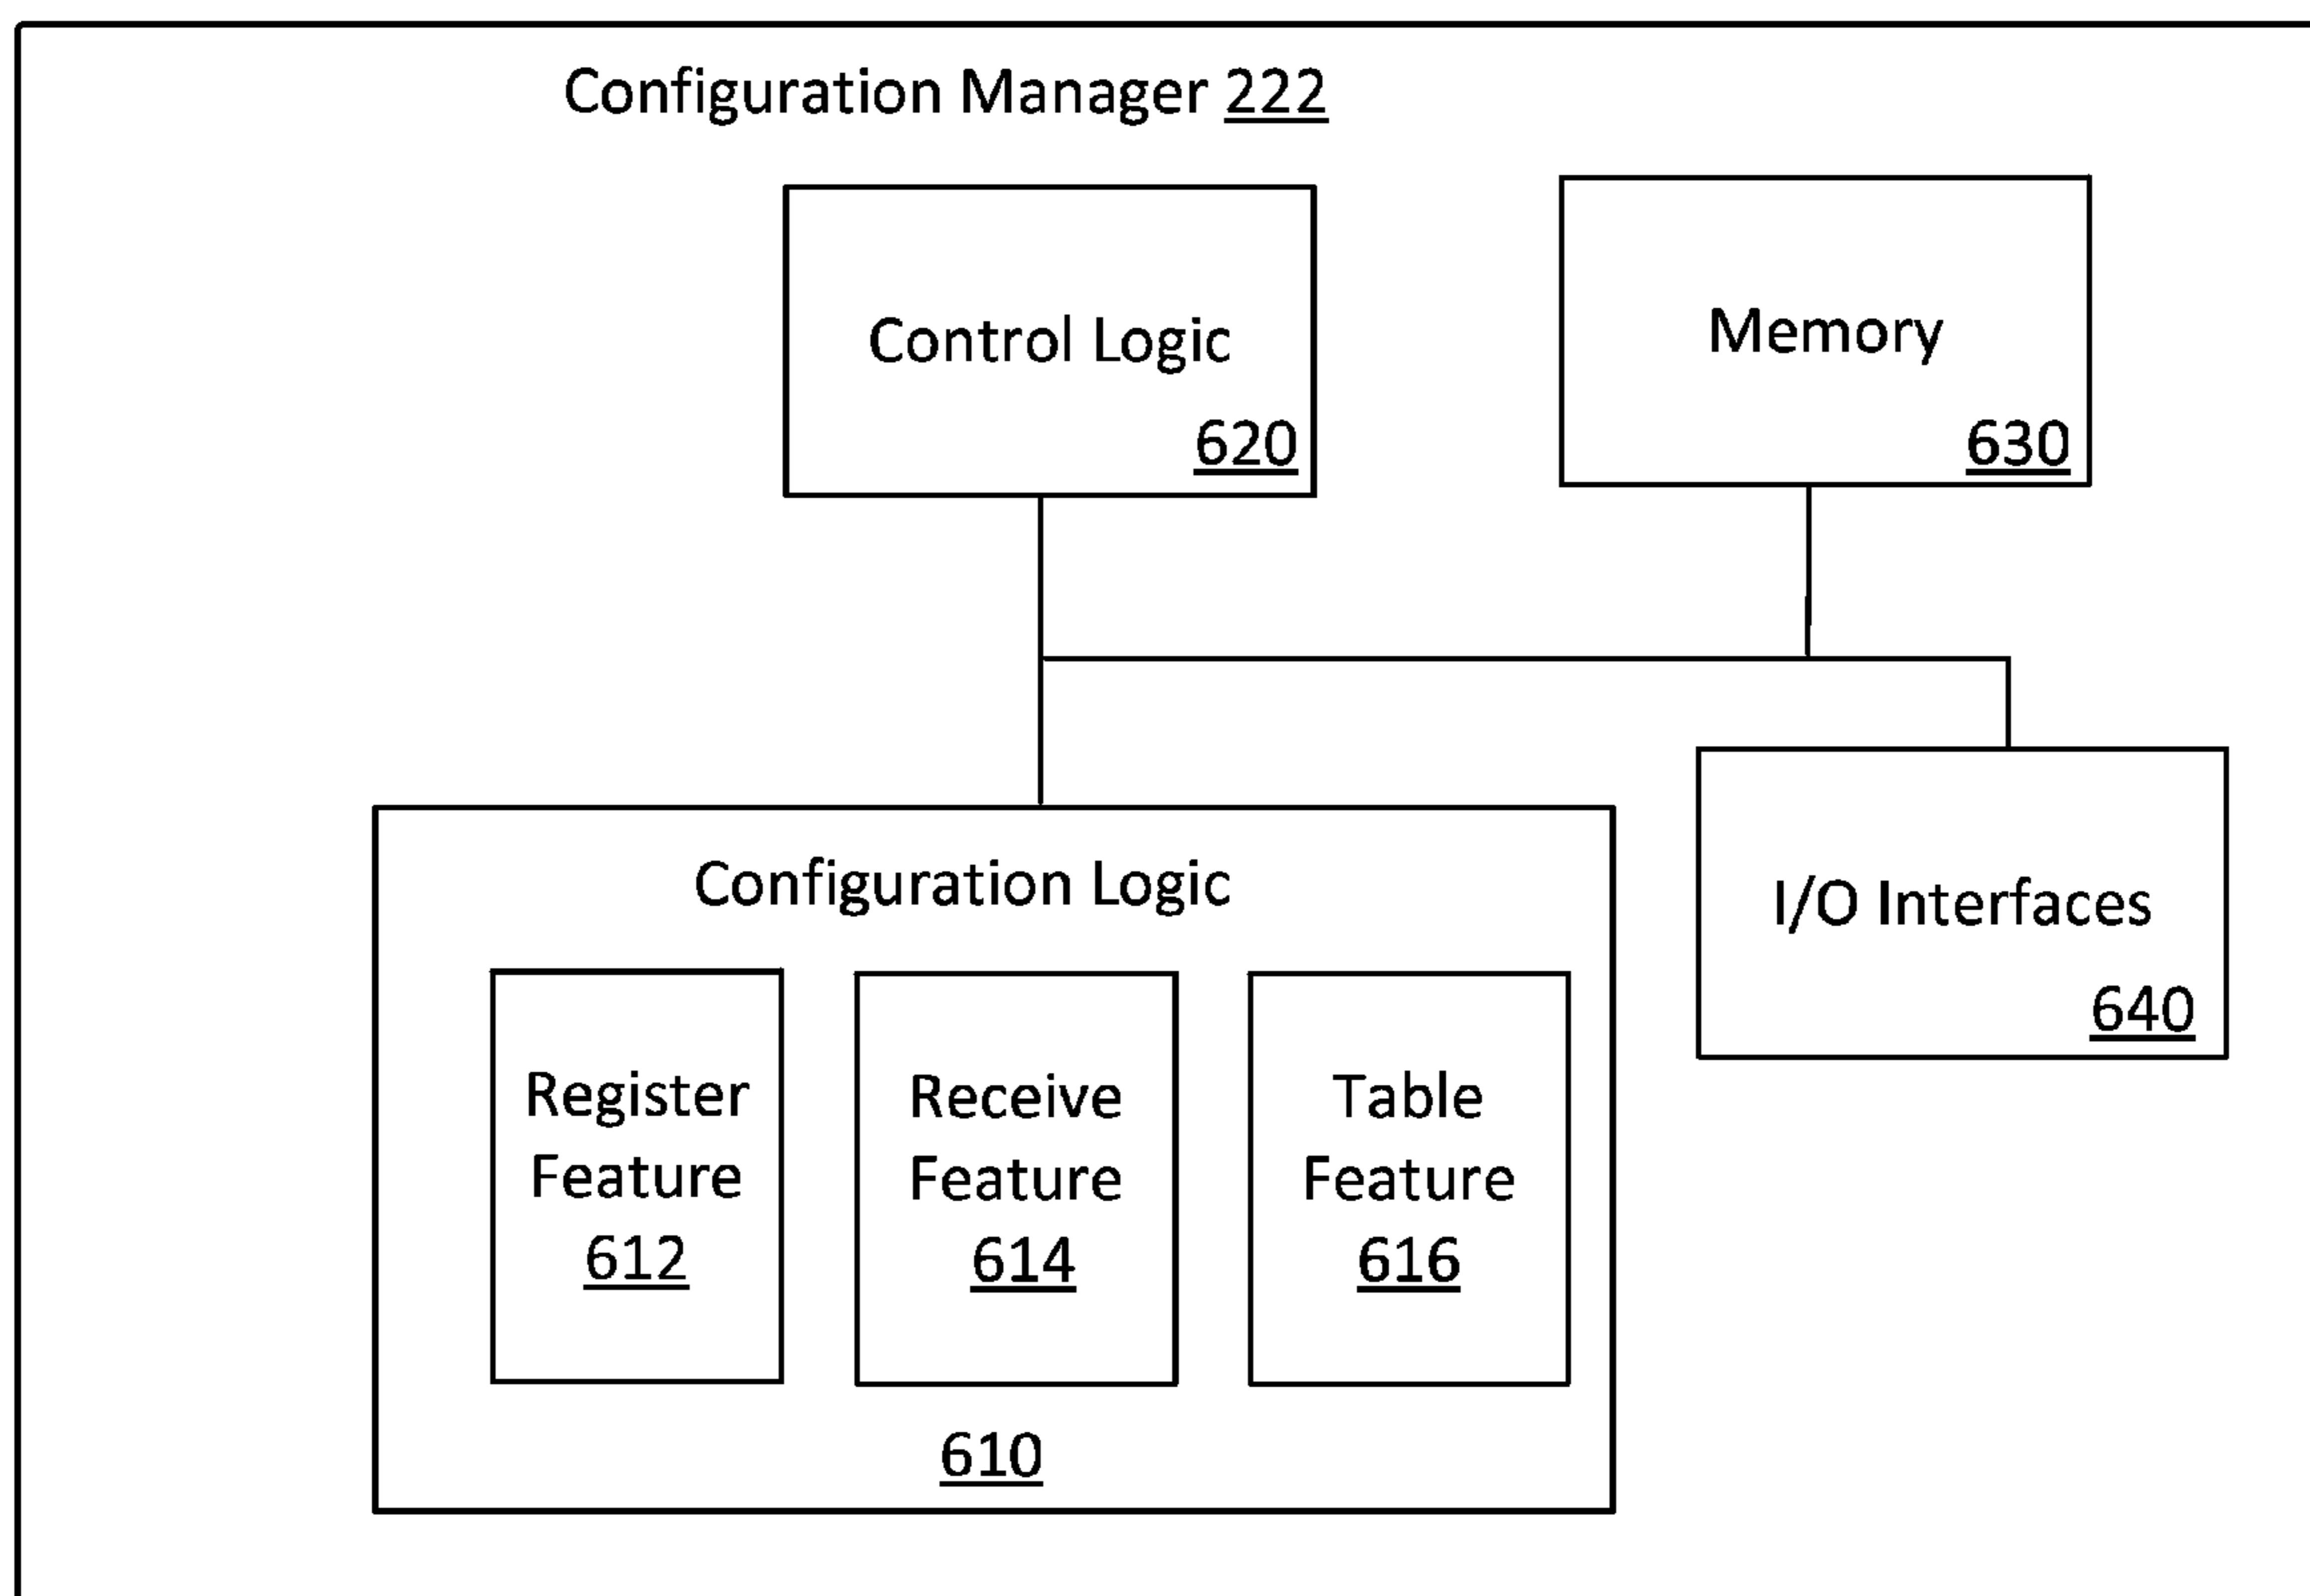 Configuration Manager 222
Control Logic
620
Memory
630
Configuration Logic
Register
Feature
612
Receive
Feature
614
Table
Feature
616
610
I/O Interfaces
640